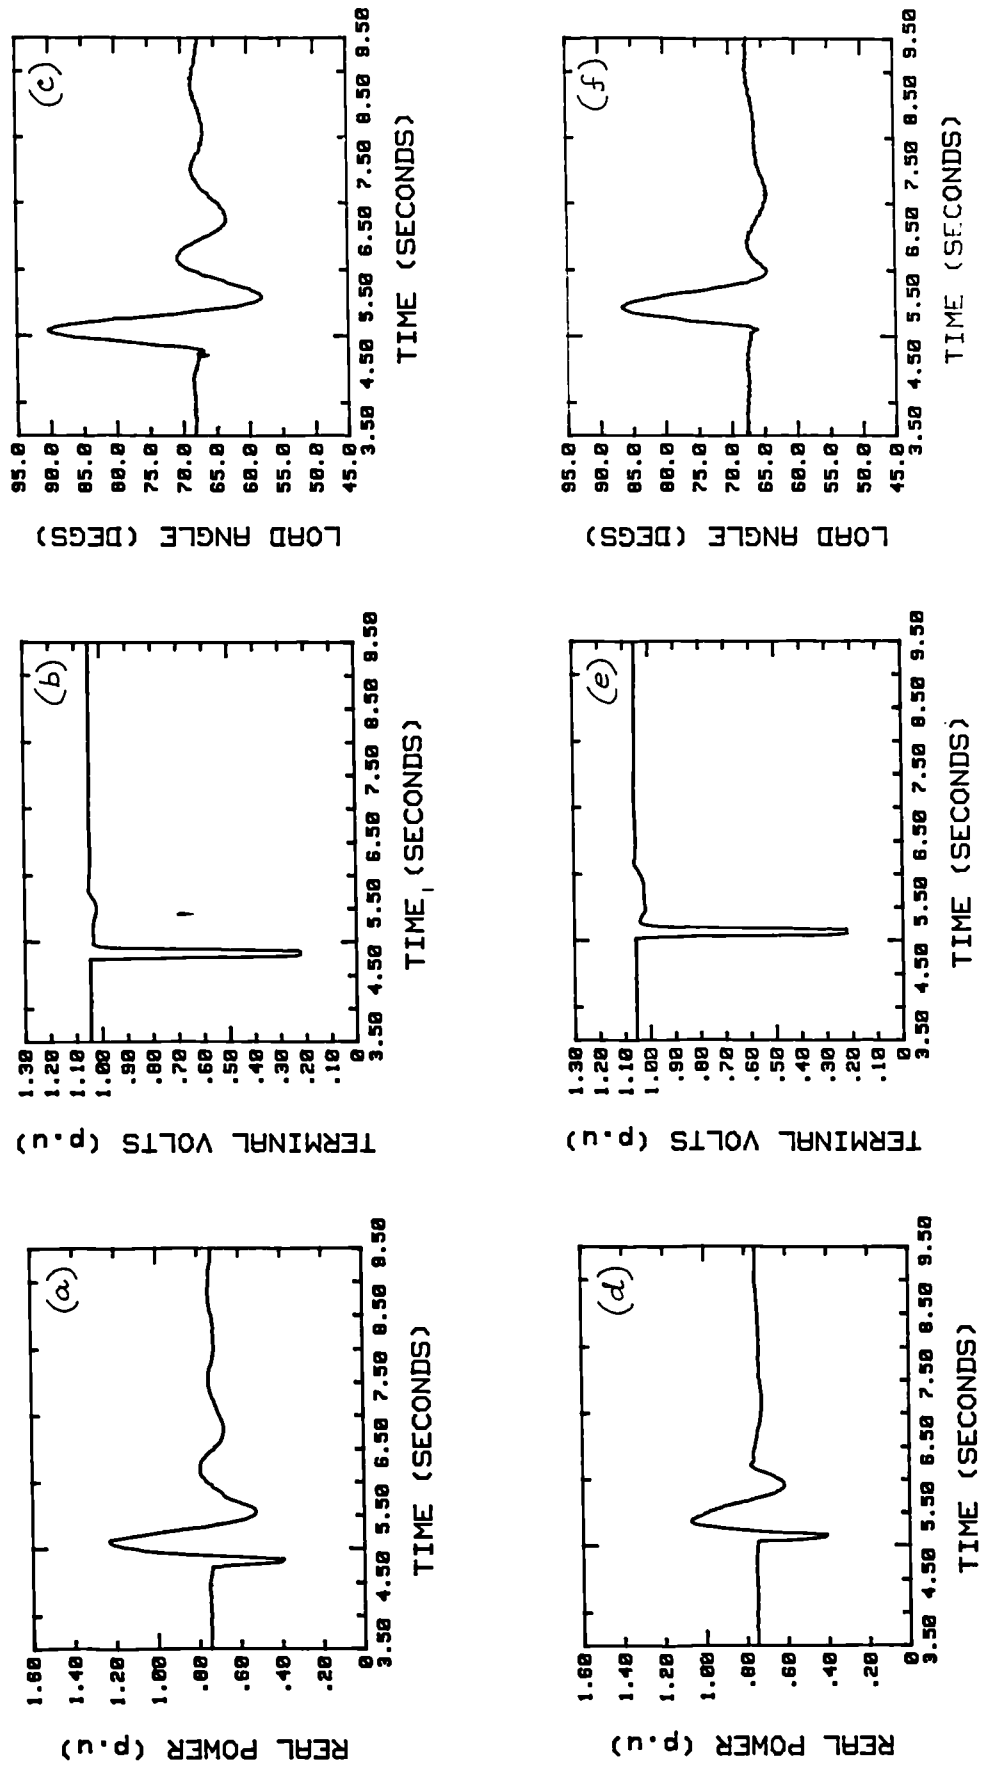 (a)
REAL POWER (p.u)
1.60
1.40
1.20
1.00
.80
.60
.40
.20
0
3.50 4.50 5.50 6.50 7.50 8.50 9.50
TIME (SECONDS)
(b)
TERMINAL VOLTS (p.u)
1.30
1.20
1.10
1.00
.90
.80
.70
.60
.50
.40
.30
.20
.10
0
3.50 4.50 5.50 6.50 7.50 8.50 9.50
TIME (SECONDS)
(c)
LOAD ANGLE (DEGS)
95.0
90.0
85.0
80.0
75.0
70.0
65.0
60.0
55.0
50.0
45.0
3.50 4.50 5.50 6.50 7.50 8.50 9.50
TIME (SECONDS)
(d)
REAL POWER (p.u)
1.60
1.40
1.20
1.00
.80
.60
.40
.20
0
3.50 4.50 5.50 6.50 7.50 8.50 9.50
TIME (SECONDS)
(e)
TERMINAL VOLTS (p.u)
1.30
1.20
1.10
1.00
.90
.80
.70
.60
.50
.40
.30
.20
.10
0
3.50 4.50 5.50 6.50 7.50 8.50 9.50
TIME (SECONDS)
(f)
LOAD ANGLE (DEGS)
95.0
90.0
85.0
80.0
75.0
70.0
65.0
60.0
55.0
50.0
45.0
3.50 4.50 5.50 6.50 7.50 8.50 9.50
TIME (SECONDS)